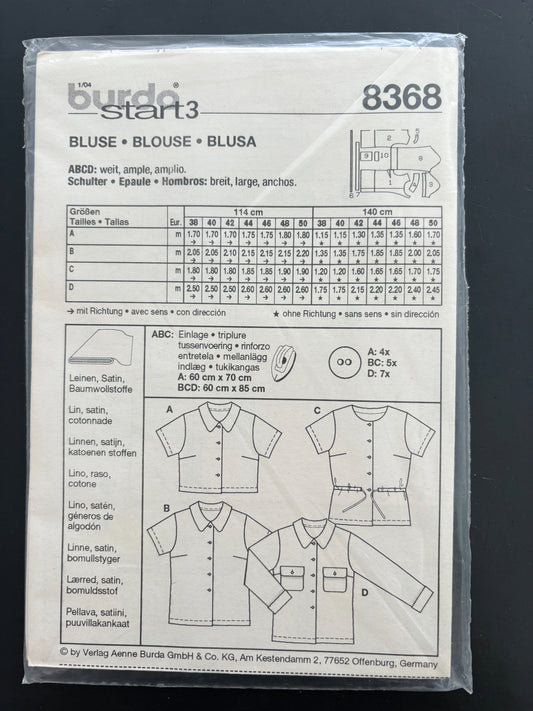 1/04
burda®
start3
8368
BLUSE • BLOUSE • BLUSA
ABCD: weit, ample, amplio.
Schulter • Epaule • Hombros: breit, large, anchos.
2 5 9 10 8 1 4 3 6
Größen 114 cm 140 cm
Tailles • Tallas Eur. 38 40 42 44 46 48 50 38 40 42 44 46 48 50
A m 1.70 1.70 1.70 1.75 1.75 1.80 1.80 1.15 1.15 1.30 1.35 1.35 1.60 1.70
→ → → → → → → ★ ★ ★ ★ ★ ★ ★
B m 2.05 2.05 2.10 2.15 2.15 2.15 2.20 1.35 1.35 1.75 1.85 1.85 2.00 2.05
→ → → → → → → ★ ★ ★ ★ ★ ★ ★
C m 1.80 1.80 1.80 1.85 1.85 1.90 1.90 1.20 1.20 1.60 1.65 1.65 1.70 1.75
→ → → → → → → ★ ★ ★ ★ ★ ★ ★
D m 2.50 2.50 2.50 2.60 2.60 2.60 2.60 1.75 1.75 2.15 2.20 2.20 2.40 2.45
→ → → → → → → ★ ★ ★ ★ ★ ★ ★
→ mit Richtung • avec sens • con dirección ★ ohne Richtung • sans sens • sin dirección
Leinen, Satin,
Baumwollstoffe
Lin, satin,
cotonnade
Linnen, satijn,
katoenen stoffen
Lino, raso,
cotone
Lino, satén,
géneros de
algodón
Linne, satin,
bomullstyger
Lærred, satin,
bomuldsstof
Pellava, satiini,
puuvillakankaat
ABC: Einlage • triplure
tussenvoering • rinforzo
entretela • mellanlägg
indlæg • tukikangas
A: 60 cm x 70 cm
BCD: 60 cm x 85 cm
A: 4x
BC: 5x
D: 7x
A
C
B
D
© by Verlag Aenne Burda GmbH & Co. KG, Am Kestendamm 2, 77652 Offenburg, Germany